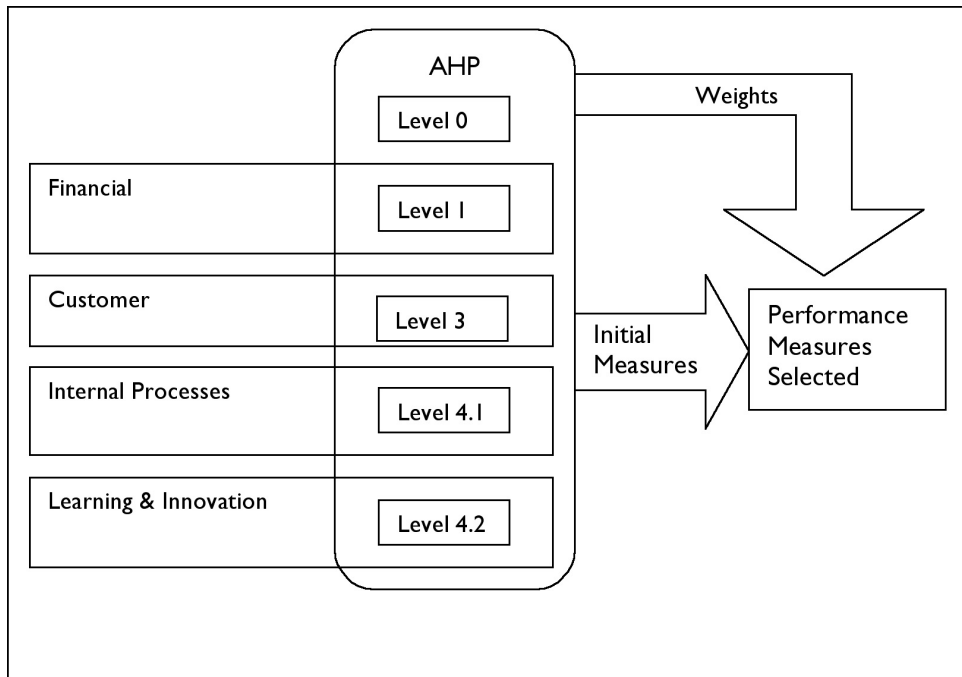 AHP
Level 0
Weights
Financial
Level 1
Customer
Level 3
Initial
Measures
Performance
Measures
Selected
Internal Processes
Level 4.1
Learning & Innovation
Level 4.2